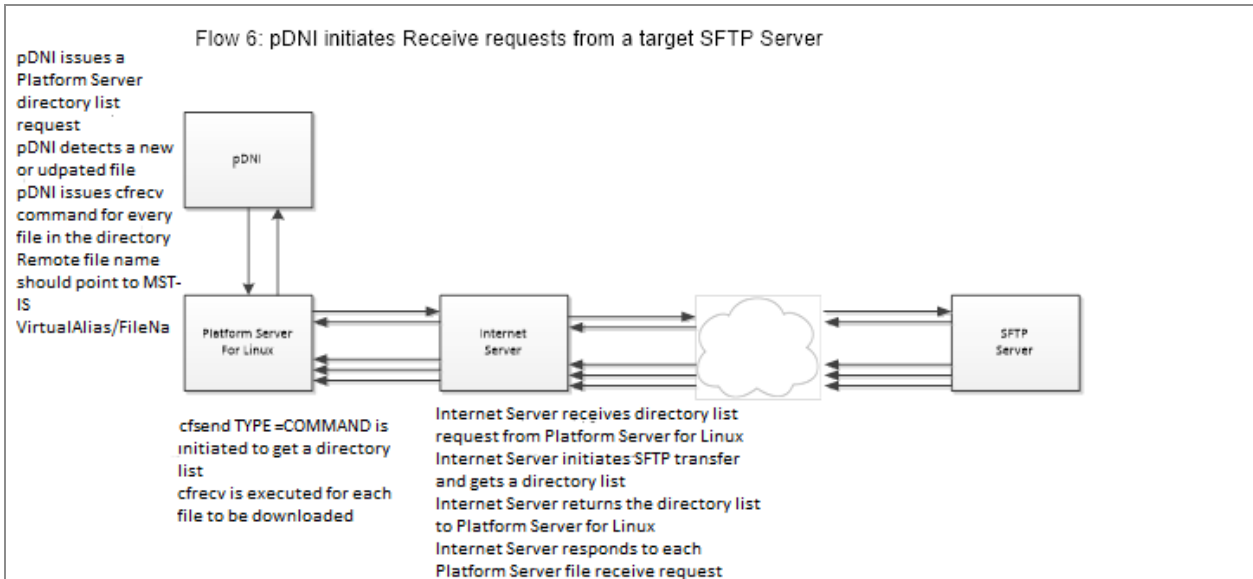 Flow 6: pDNI initiates Receive requests from a target SFTP Server
pDNI issues a
Platform Server
directory list
request
pDNI detects a new
or udpated file
pDNI issues cfrecv
command for every
file in the directory
Remote file name
should point to MST-
IS
VirtualAlias/FileNa
pDNI
Platform Server
For Linux
Internet
Server
SFTP
Server
cfsend TYPE =COMMAND is
initiated to get a directory
list
cfrecv is executed for each
file to be downloaded
Internet Server receives directory list
request from Platform Server for Linux
Internet Server initiates SFTP transfer
and gets a directory list
Internet Server returns the directory list
to Platform Server for Linux
Internet Server responds to each
Platform Server file receive request